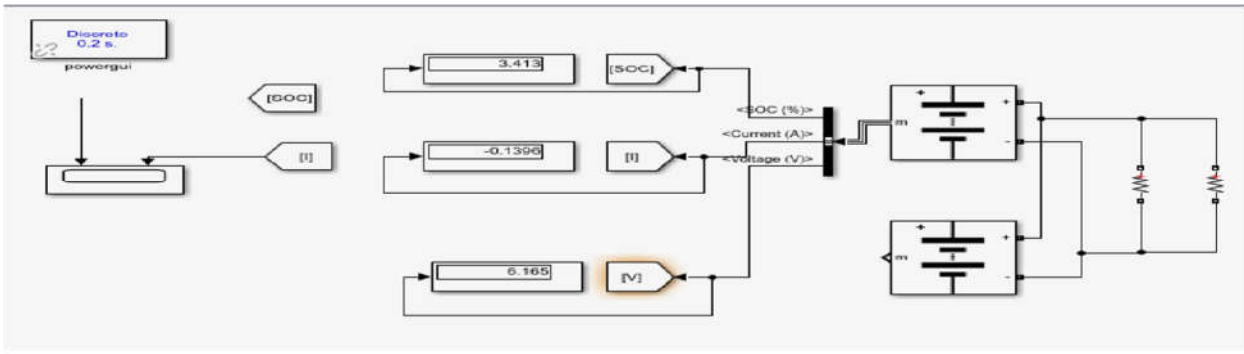 Discreto
0,2 s.
powergui
[SOC]
[I]
3.413
[SOC]
-0.1396
[I]
6.165
[V]
<SOC (%)>
<Current (A)>
<Voltage (V)>
m
+
+
-
m
+
+
-